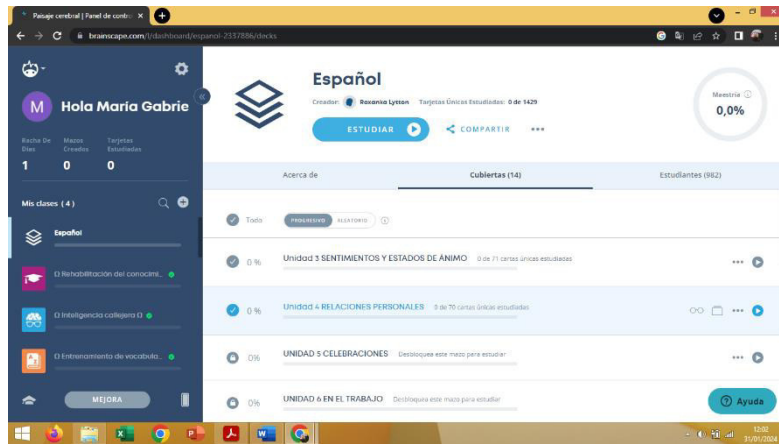 Paisaje cerebral | Panel de contro
brainscape.com/l/dashboard/espanol-2337886/decks
M
Hola María Gabrie
Racha De Días
Mazos Creados
Tarjetas Estudiadas
1
0
0
Mis clases (4)
Español
Rehabilitación del conocimi..
Inteligencia callejera
Entrenamiento de vocabula..
MEJORA
Español
Creador: Roxanna Lytton Tarjetas Únicas Estudiadas: 0 de 1429
ESTUDIAR
COMPARTIR
Maestría
0,0%
Acerca de
Cubiertas (14)
Estudiantes (982)
Todo
PROGRESIVO
ALEATORIO
0 %
Unidad 3 SENTIMIENTOS Y ESTADOS DE ÁNIMO 0 de 71 cartas únicas estudiadas
0 %
Unidad 4 RELACIONES PERSONALES 0 de 70 cartas únicas estudiadas
0%
UNIDAD 5 CELEBRACIONES Desbloquea este mazo para estudiar
0%
UNIDAD 6 EN EL TRABAJO Desbloquea este mazo para estudiar
Ayuda
12:02
31/01/2024